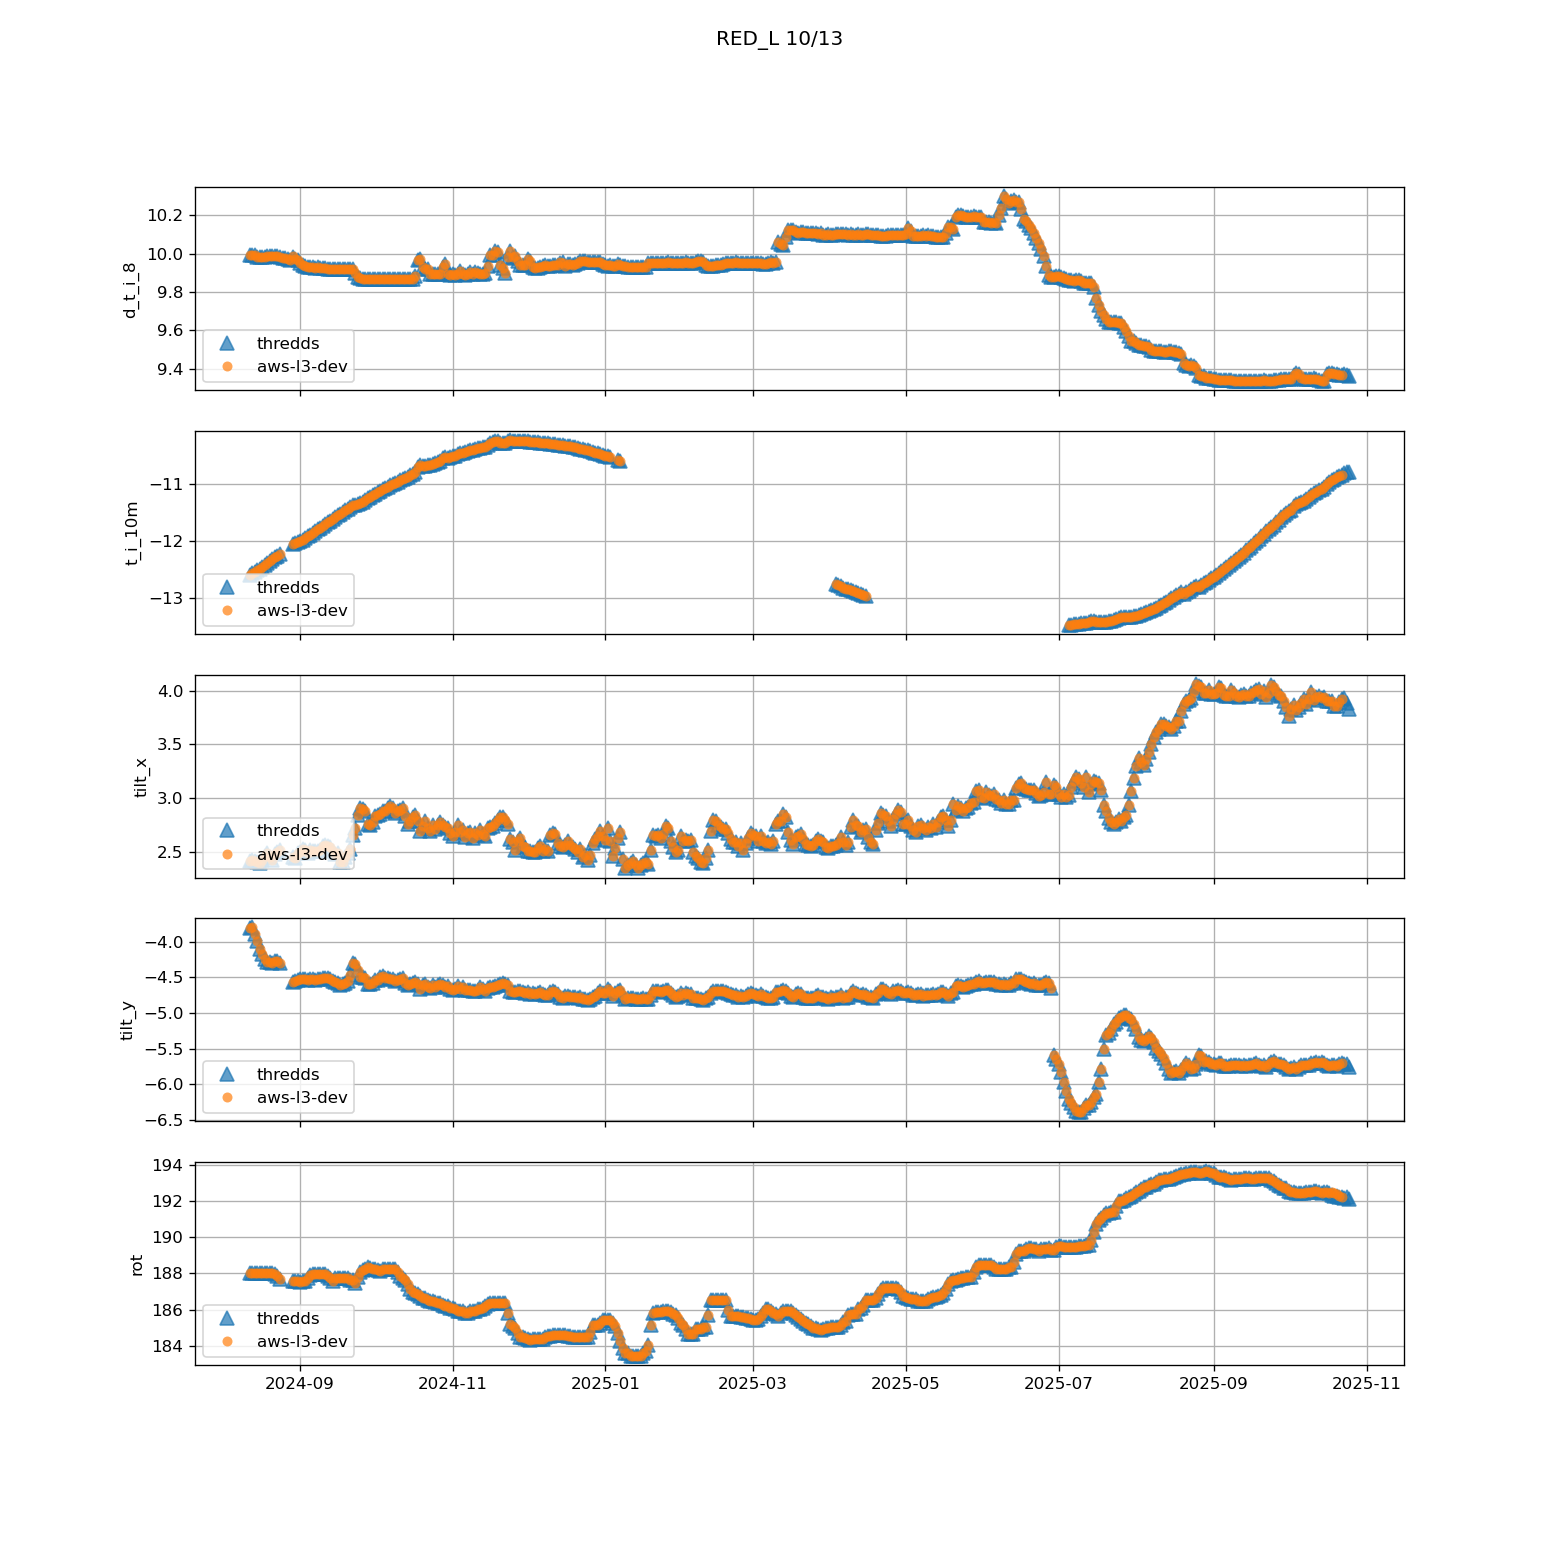 RED_L 10/13
d_t_i_8
10.2
10.0
9.8
9.6
9.4
thredds
aws-l3-dev
t_i_10m
−11
−12
−13
thredds
aws-l3-dev
tilt_x
4.0
3.5
3.0
2.5
thredds
aws-l3-dev
tilt_y
−4.0
−4.5
−5.0
−5.5
−6.0
−6.5
thredds
aws-l3-dev
rot
194
192
190
188
186
184
thredds
aws-l3-dev
2024-09 2024-11 2025-01 2025-03 2025-05 2025-07 2025-09 2025-11